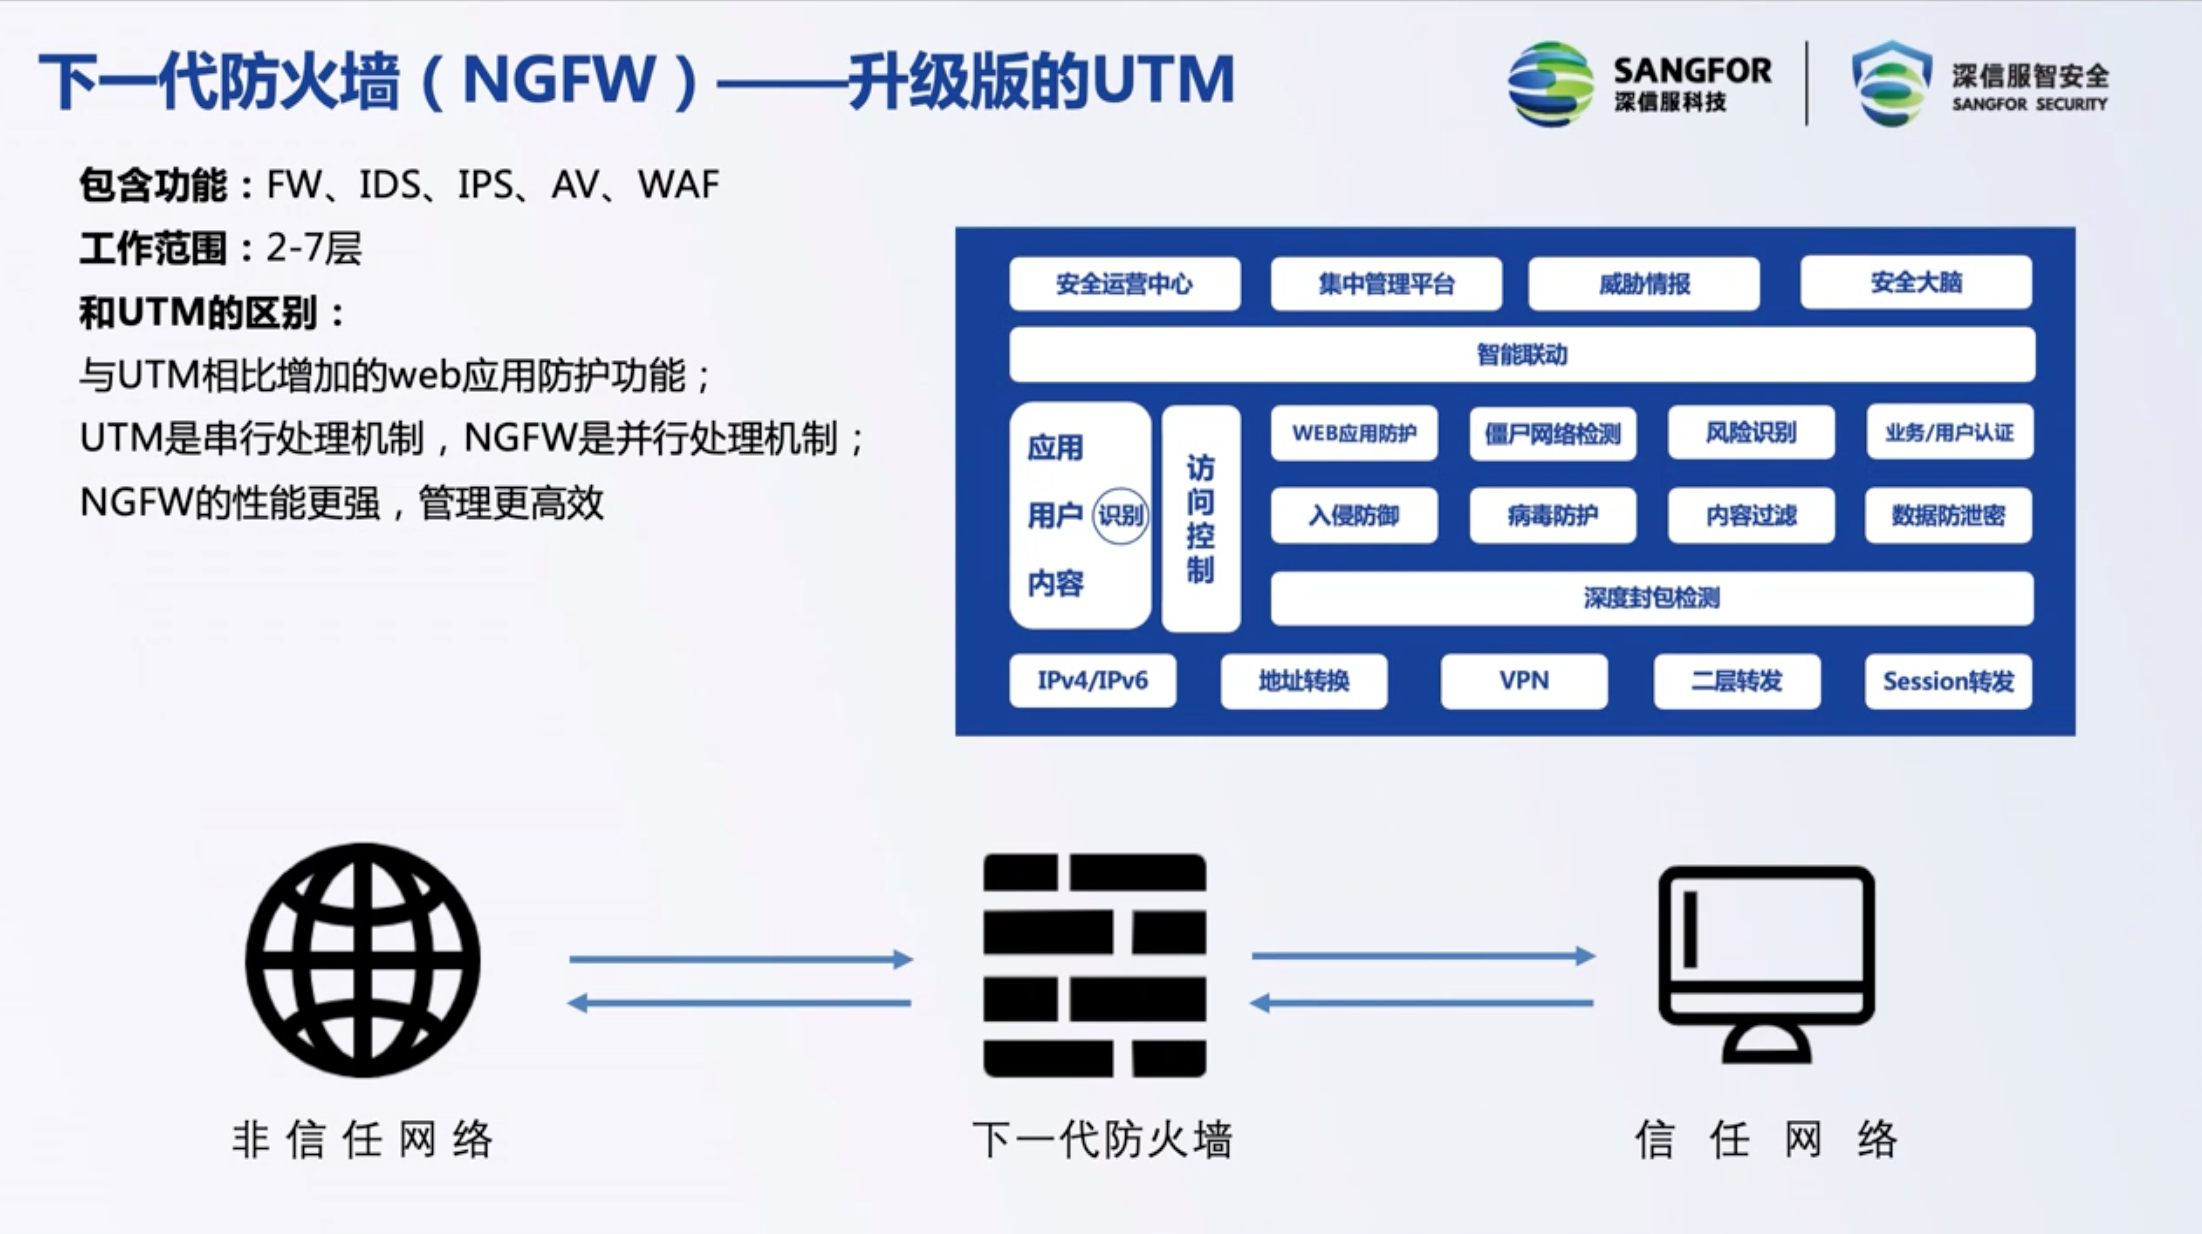 下一代防火墙（NGFW）——升级版的UTM
SANGFOR
深信服科技
深信服智安全
SANGFOR SECURITY
包含功能：FW、IDS、IPS、AV、WAF
工作范围：2-7层
和UTM的区别：
与UTM相比增加的web应用防护功能；
UTM是串行处理机制，NGFW是并行处理机制；
NGFW的性能更强，管理更高效
安全运营中心
集中管理平台
威胁情报
安全大脑
智能联动
应用
用户
内容
识别
访问控制
WEB应用防护
僵尸网络检测
风险识别
业务/用户认证
入侵防御
病毒防护
内容过滤
数据防泄密
深度封包检测
IPv4/IPv6
地址转换
VPN
二层转发
Session转发
非信任网络
下一代防火墙
信任网络